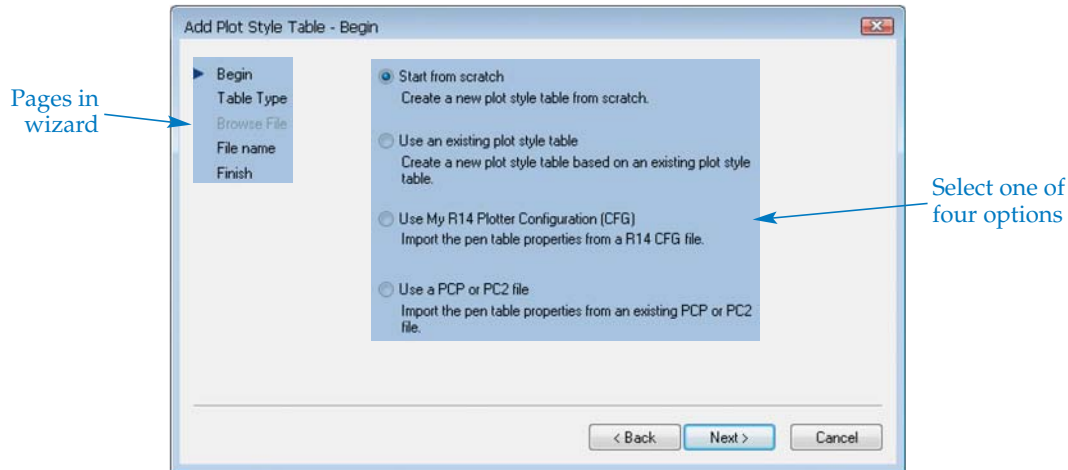 Add Plot Style Table - Begin
Pages in
wizard
Begin
Table Type
Browse File
File name
Finish
Start from scratch
Create a new plot style table from scratch.
Use an existing plot style table
Create a new plot style table based on an existing plot style
table.
Use My R14 Plotter Configuration (CFG)
Import the pen table properties from a R14 CFG file.
Use a PCP or PC2 file
Import the pen table properties from an existing PCP or PC2
file.
Select one of
four options
< Back
Next >
Cancel